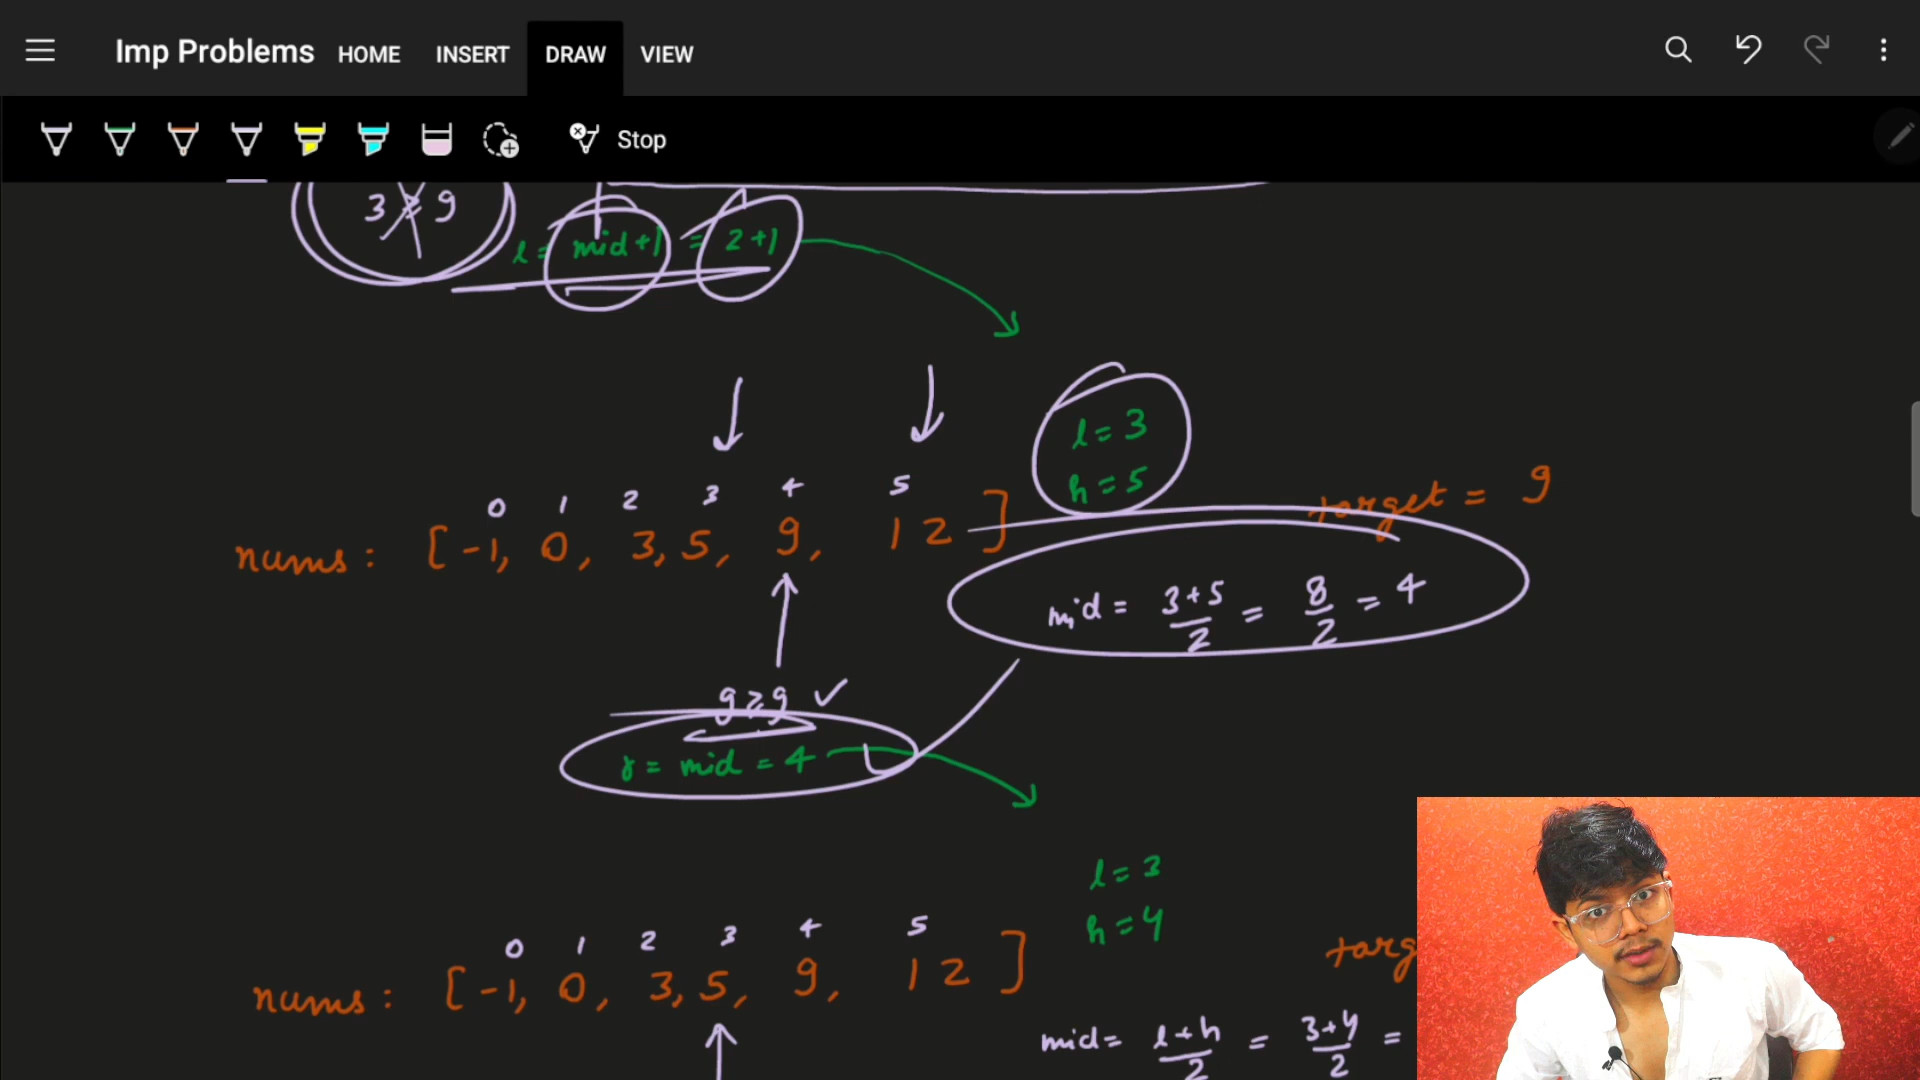 Imp Problems HOME INSERT DRAW VIEW
Stop
3 ≥ 9
l = mid+1 = 2+1
l = 3
h = 5
0 1 2 3 4 5
target = 9
nums : [ -1, 0, 3, 5, 9, 12 ]
mid = 3+5/2 = 8/2 = 4
9 ≥ 9 ✓
r = mid = 4
l = 3
h = 4
0 1 2 3 4 5
targ
nums : [ -1, 0, 3, 5, 9, 12 ]
mid = l+h/2 = 3+4/2 =